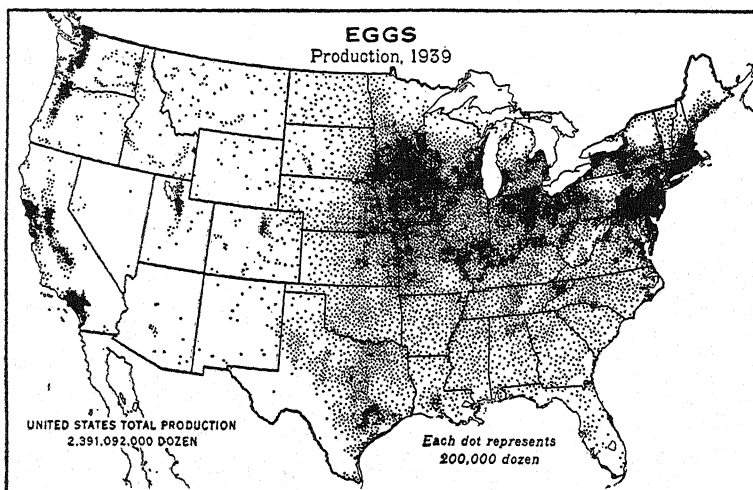 EGGS
Production, 1939
UNITED STATES TOTAL PRODUCTION
2,391,092,000 DOZEN
Each dot represents
200,000 dozen